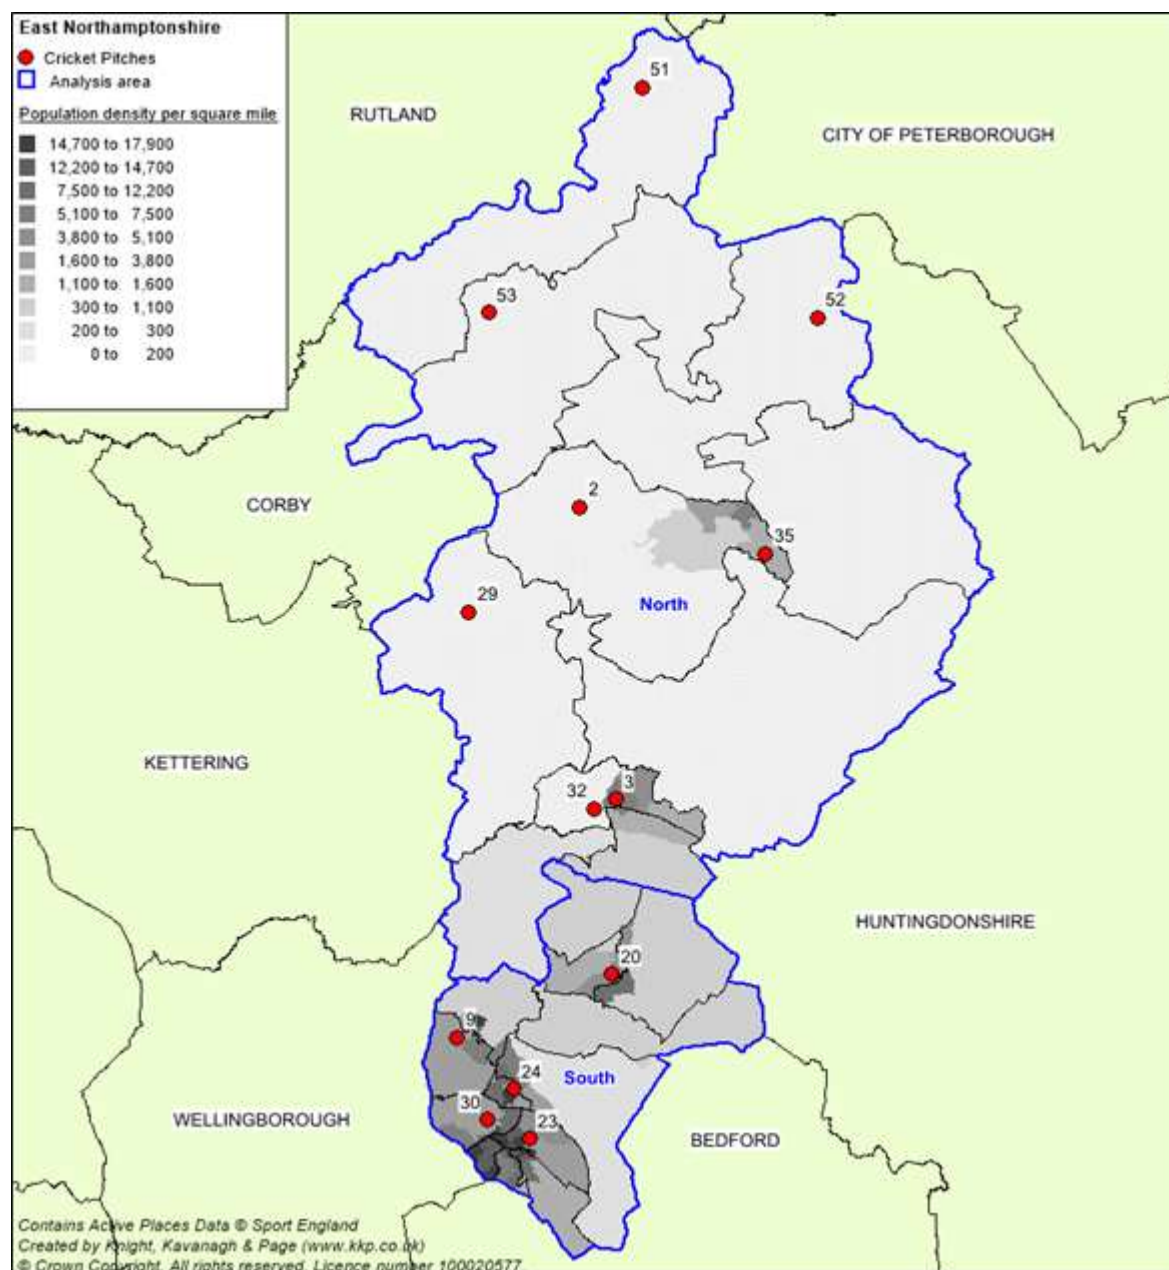 East Northamptonshire
Cricket Pitches
Analysis area
Population density per square mile
14,700 to 17,900
12,200 to 14,700
7,500 to 12,200
5,100 to 7,500
3,800 to 5,100
1,600 to 3,800
1,100 to 1,600
300 to 1,100
200 to 300
0 to 200
51
RUTLAND
CITY OF PETERBOROUGH
53
52
2
CORBY
35
29
North
KETTERING
3
32
HUNTINGDONSHIRE
20
9
24
South
30
WELLINGBOROUGH
23
BEDFORD
Contains Active Places Data © Sport England
Created by Knight, Kavanagh & Page (www.kkp.co.uk)
© Crown Copyright. All rights reserved. Licence number 100020577.